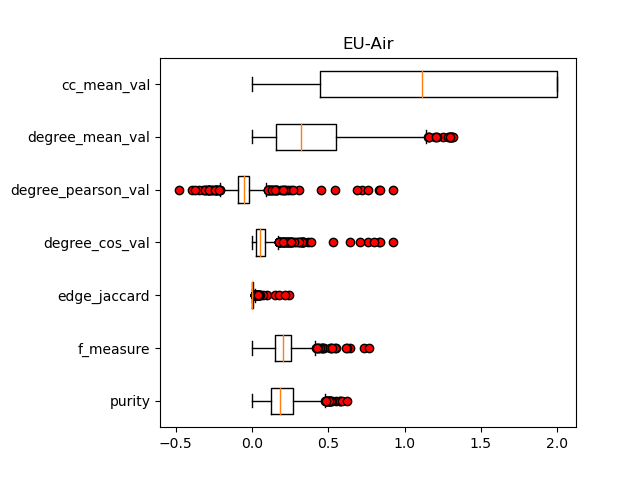 EU-Air
cc_mean_val
degree_mean_val
degree_pearson_val
degree_cos_val
edge_jaccard
f_measure
purity
−0.5 0.0 0.5 1.0 1.5 2.0